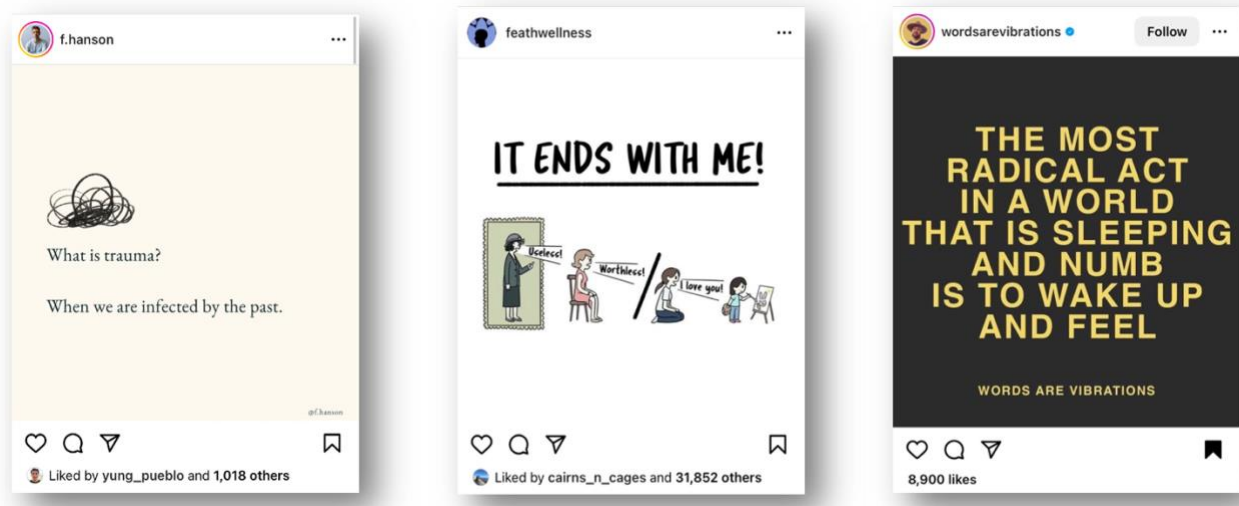 f.hanson
What is trauma?
When we are infected by the past.
@f.hanson
Liked by yung_pueblo and 1,018 others
feathwellness
IT ENDS WITH ME!
Useless!
Worthless!
I love you!
Liked by cairns_n_cages and 31,852 others
wordsarevibrations
Follow
THE MOST
RADICAL ACT
IN A WORLD
THAT IS SLEEPING
AND NUMB
IS TO WAKE UP
AND FEEL
WORDS ARE VIBRATIONS
8,900 likes